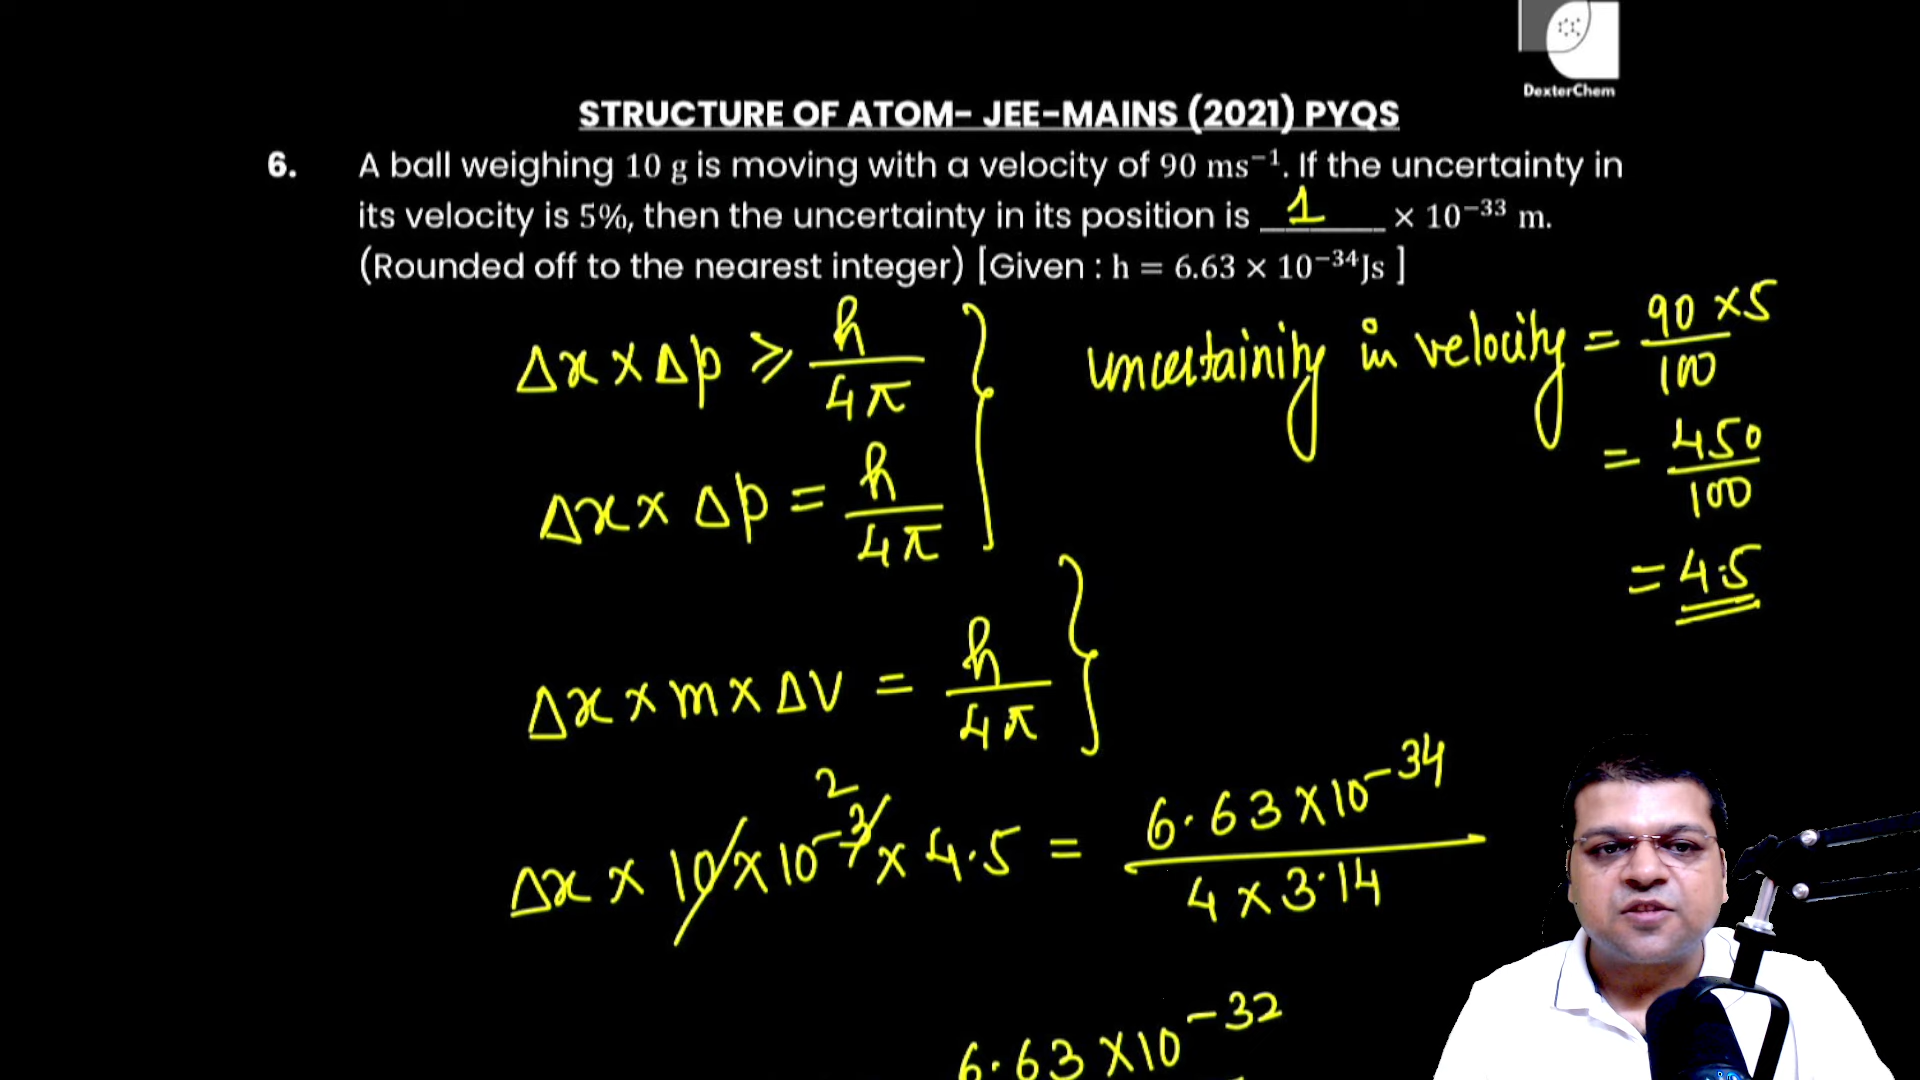 DexterChem
STRUCTURE OF ATOM- JEE-MAINS (2021) PYQS
6. A ball weighing 10 g is moving with a velocity of 90 ms⁻¹. If the uncertainty in
its velocity is 5%, then the uncertainty in its position is __1__ × 10⁻³³ m.
(Rounded off to the nearest integer) [Given : h = 6.63 × 10⁻³⁴Js ]
Δx × Δp ⩾ h/4π
Δx × Δp = h/4π
Δx × m × ΔV = h/4π
Δx × 10 × 10⁻³ × 4.5 = 6.63 × 10⁻³⁴ / 4 × 3.14
2
6.63 × 10⁻³²
uncertainity in velocity = 90 × 5 / 100
= 450/100
= 4.5